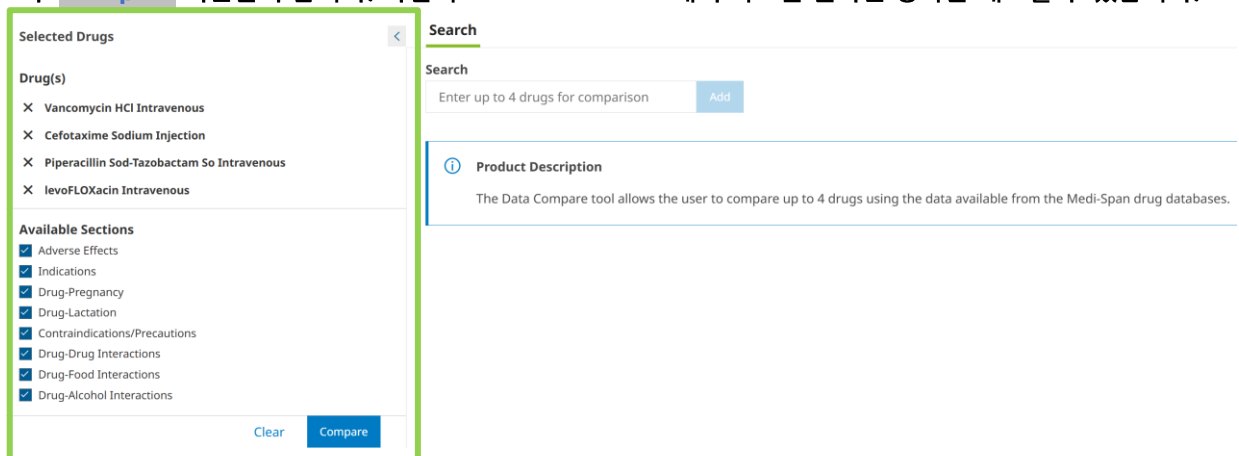 Selected Drugs
Drug(s)
Vancomycin HCl Intravenous
Cefotaxime Sodium Injection
Piperacillin Sod-Tazobactam So Intravenous
levoFLOXacin Intravenous
Available Sections
Adverse Effects
Indications
Drug-Pregnancy
Drug-Lactation
Contraindications/Precautions
Drug-Drug Interactions
Drug-Food Interactions
Drug-Alcohol Interactions
Clear Compare
Search
Search
Enter up to 4 drugs for comparison Add
Product Description
The Data Compare tool allows the user to compare up to 4 drugs using the data available from the Medi-Span drug databases.